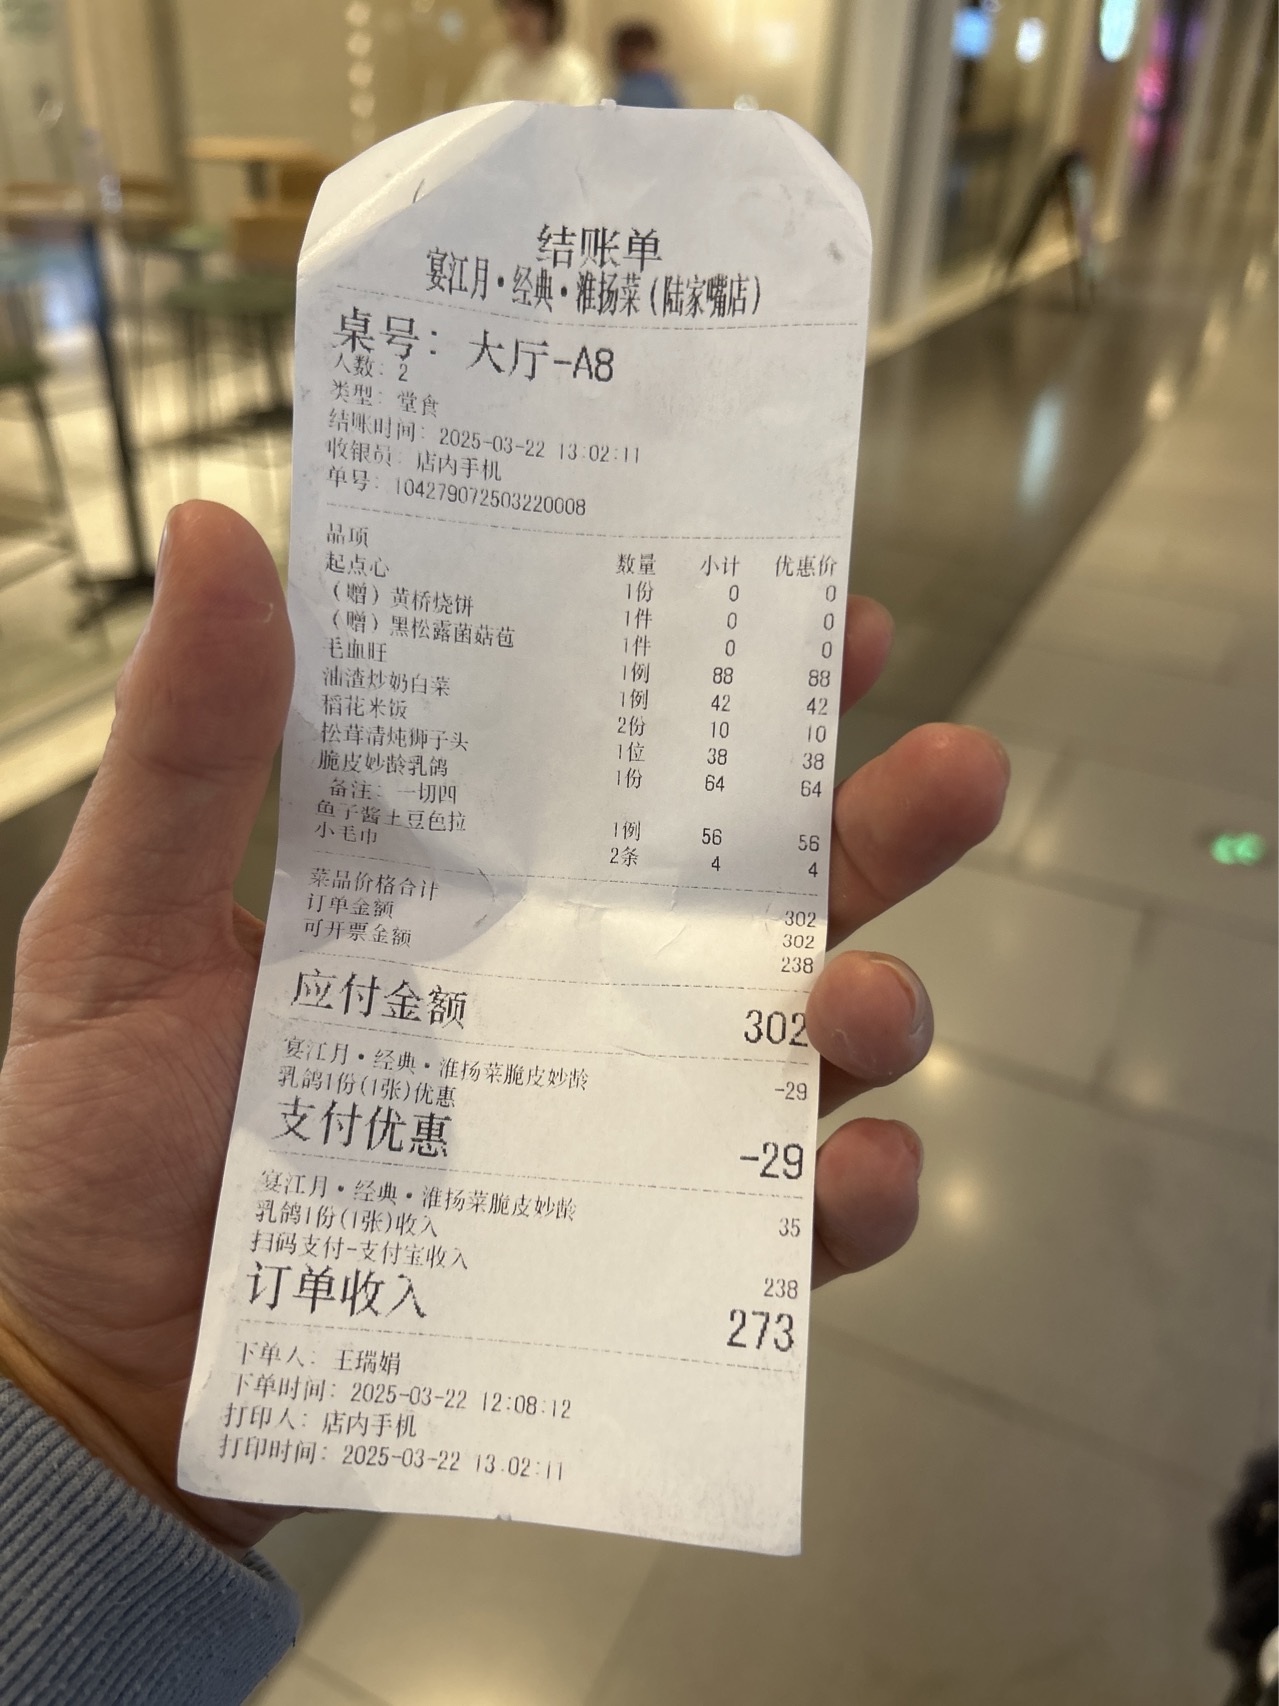 结账单
宴江月·经典·淮扬菜(陆家嘴店)
桌号: 大厅-A8
人数: 2
类型: 堂食
结账时间: 2025-03-22 13:02:11
收银员: 店内手机
单号: 104279072503220008
品项 数量 小计 优惠价
起点心 1份 0 0
(赠)黄桥烧饼 1件 0 0
(赠)黑松露菌菇苞 1件 0 0
毛血旺 1例 88 88
油渣炒奶白菜 1例 42 42
稻花米饭 2份 10 10
松茸清炖狮子头 1位 38 38
脆皮妙龄乳鸽 1份 64 64
备注: 一切四
鱼子酱土豆色拉 1例 56 56
小毛巾 2条 4 4
菜品价格合计 302
订单金额 302
可开票金额 238
应付金额 302
宴江月·经典·淮扬菜脆皮妙龄 -29
乳鸽1份(1张)优惠
支付优惠 -29
宴江月·经典·淮扬菜脆皮妙龄 35
乳鸽1份(1张)收入
扫码支付-支付宝收入 238
订单收入 273
下单人: 王瑞娟
下单时间: 2025-03-22 12:08:12
打印人: 店内手机
打印时间: 2025-03-22 13:02:11